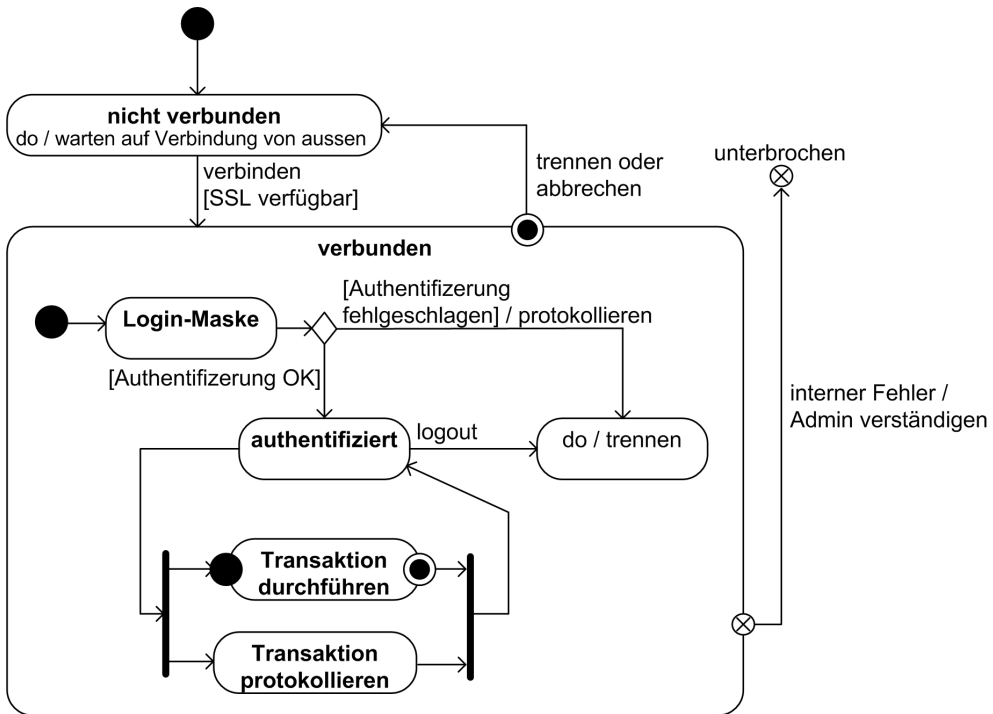 nicht verbunden
do / warten auf Verbindung von aussen
verbinden
[SSL verfügbar]
trennen oder
abbrechen
unterbrochen
verbunden
[Authentifizerung
fehlgeschlagen] / protokollieren
Login-Maske
[Authentifizerung OK]
authentifiziert
logout
do / trennen
interner Fehler /
Admin verständigen
Transaktion
durchführen
Transaktion
protokollieren